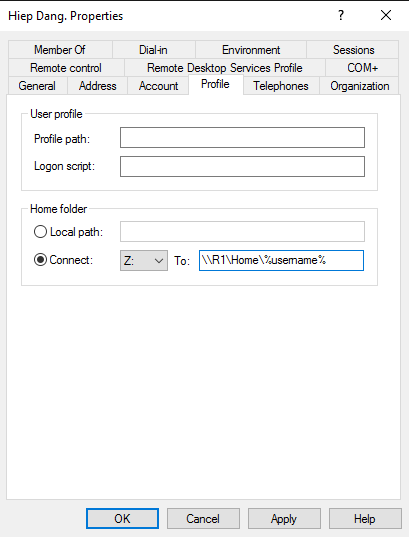 Hiep Dang. Properties
?
Member Of Dial-in Environment Sessions
Remote control Remote Desktop Services Profile COM+
General Address Account Profile Telephones Organization
User profile
Profile path:
Logon script:
Home folder
Local path:
Connect: Z: To: \\R1\Home\%username%
OK Cancel Apply Help